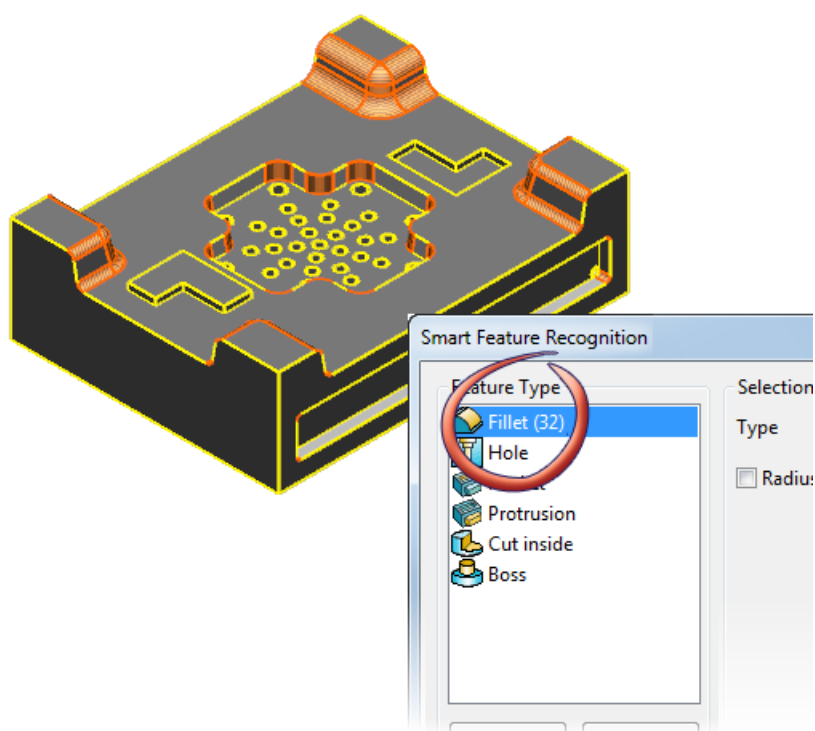 Smart Feature Recognition
Feature Type
Fillet (32)
Hole
Protrusion
Cut inside
Boss
Selection
Type
Radius